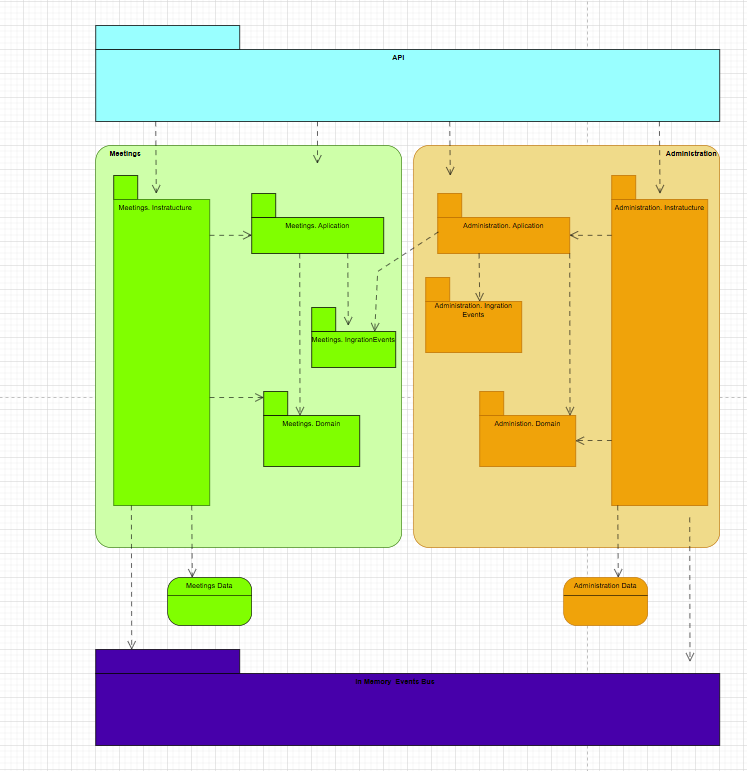 API
Meetings
Administration
Meetings. Instratucture
Meetings. Aplication
Administration. Aplication
Administration. Instratucture
Administration. Ingration
Events
Meetings. IngrationEvents
Meetings. Domain
Administion. Domain
Meetings Data
Administration Data
In Memory Events Bus